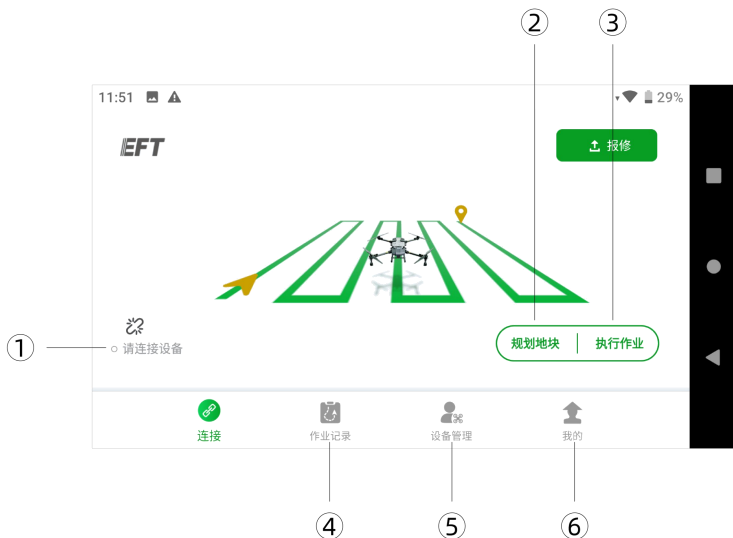 ② ③
11:51 29%
EFT
报修
① 请连接设备
规划地块 | 执行作业
连接 作业记录 设备管理 我的
④ ⑤ ⑥